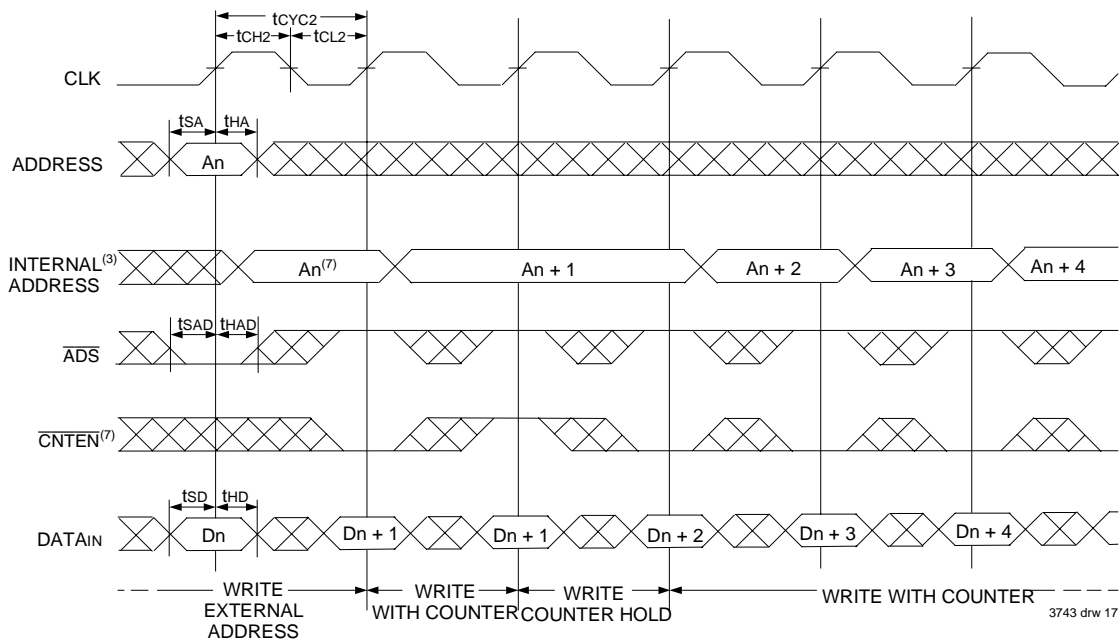 tCYC2
tCH2 tCL2
CLK
tSA tHA
ADDRESS An
INTERNAL(3)
ADDRESS
An(7) An + 1 An + 2 An + 3 An + 4
tSAD tHAD
ADS
CNTEN(7)
tSD tHD
DATAIN Dn Dn + 1 Dn + 1 Dn + 2 Dn + 3 Dn + 4
WRITE
EXTERNAL
ADDRESS
WRITE
WITH COUNTER
WRITE
COUNTER HOLD
WRITE WITH COUNTER
3743 drw 17